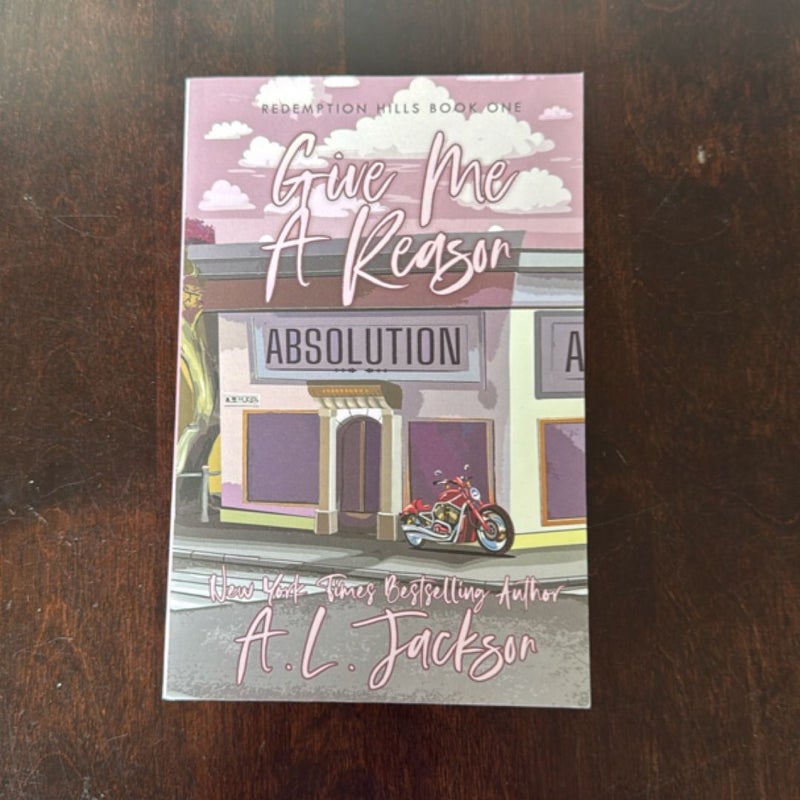 REDEMPTION HILLS BOOK ONE
Give Me
A Reason
ABSOLUTION
A
New York Times Bestselling Author
A.L. Jackson